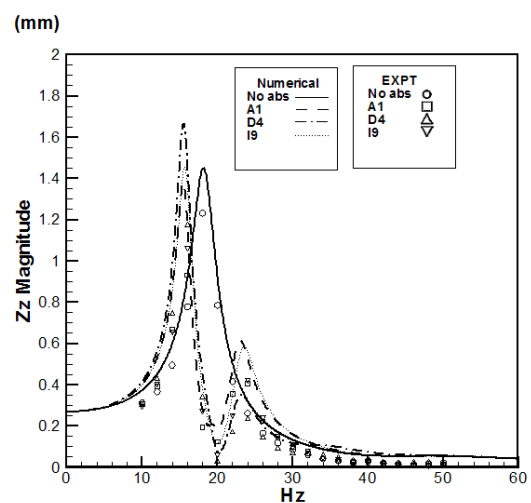 (mm)
2
1.8
1.6
1.4
1.2
1
0.8
0.6
0.4
0.2
0
Zz Magnitude
Numerical
No abs
A1
D4
I9
EXPT
No abs
A1
D4
I9
0 10 20 30 40 50 60
Hz